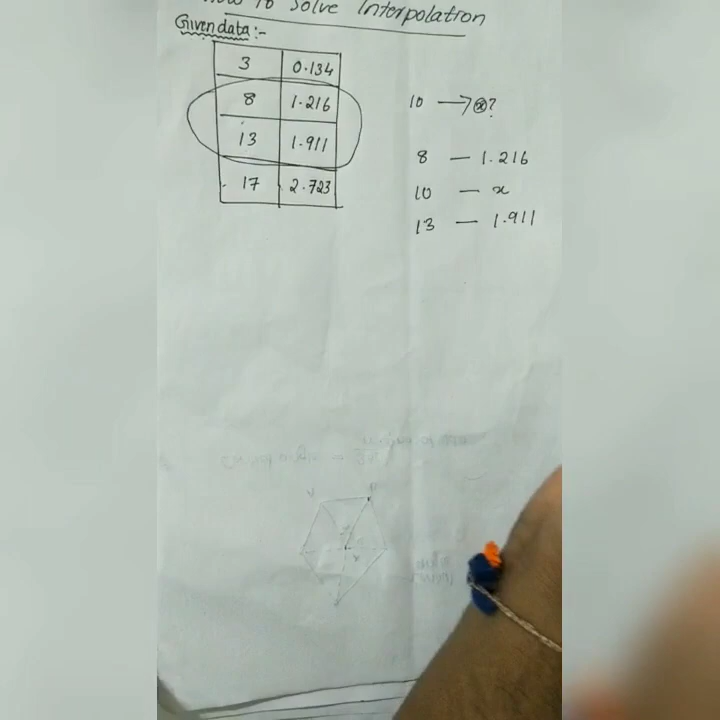 to Solve Interpolation
Given data :-
3 0.134
8 1.216
13 1.911
17 2.723
10 → x?
8 — 1.216
10 — x
13 — 1.911